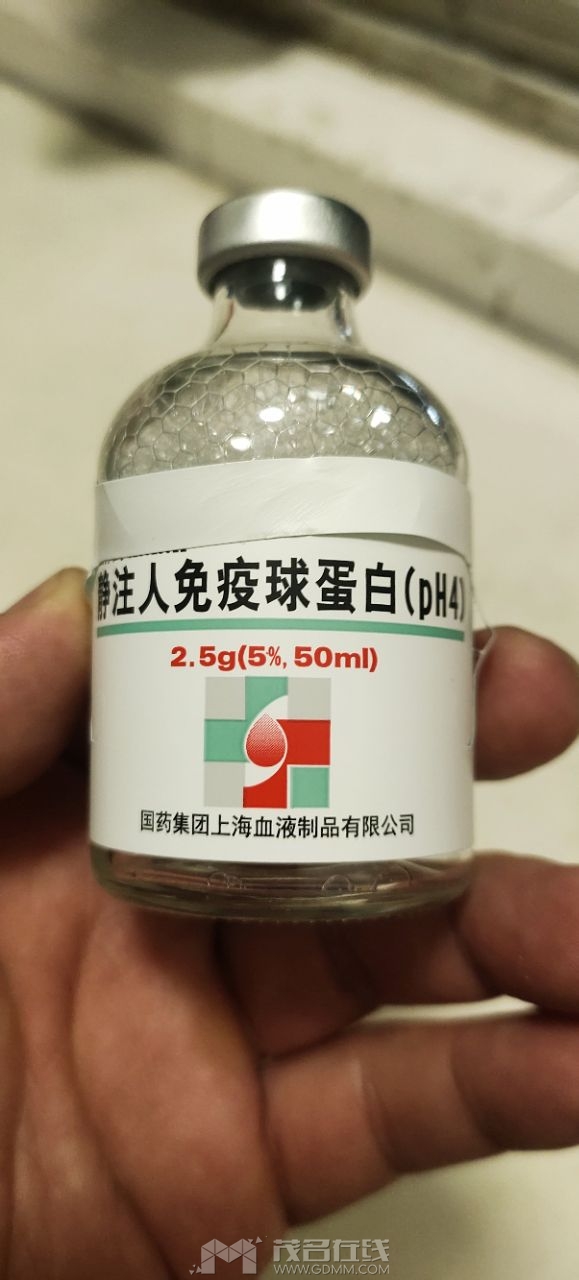 静注人免疫球蛋白(pH4)
2.5g(5%, 50ml)
国药集团上海血液制品有限公司
茂名在线
WWW.GDMM.COM